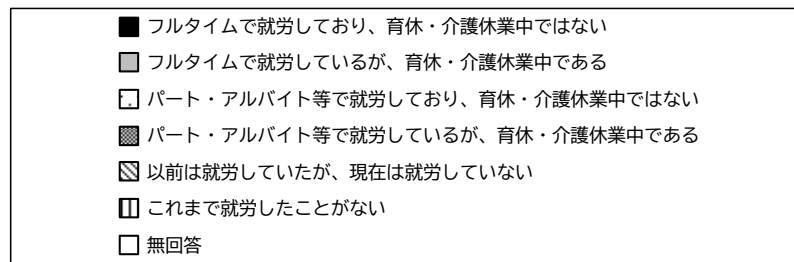 フルタイムで就労しており、育休・介護休業中ではない
フルタイムで就労しているが、育休・介護休業中である
パート・アルバイト等で就労しており、育休・介護休業中ではない
パート・アルバイト等で就労しているが、育休・介護休業中である
以前は就労していたが、現在は就労していない
これまで就労したことがない
無回答